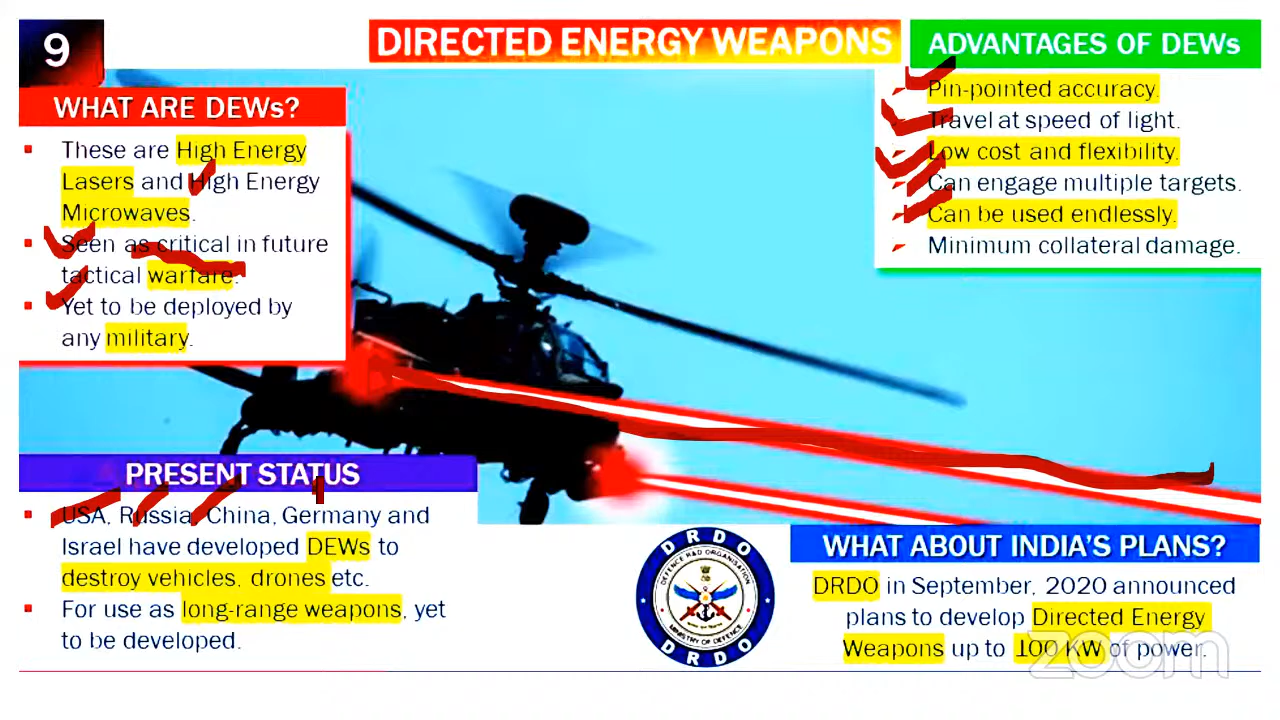 9
DIRECTED ENERGY WEAPONS
ADVANTAGES OF DEWs
Pin-pointed accuracy.
Travel at speed of light.
Low cost and flexibility.
Can engage multiple targets.
Can be used endlessly.
Minimum collateral damage.
WHAT ARE DEWs?
These are High Energy
Lasers and High Energy
Microwaves.
Seen as critical in future
tactical warfare.
Yet to be deployed by
any military.
PRESENT STATUS
USA, Russia, China, Germany and
Israel have developed DEWs to
destroy vehicles, drones etc.
For use as long-range weapons, yet
to be developed.
DRDO
DEFENCE R&D ORGANISATION
MINISTRY OF DEFENCE
DRDO
WHAT ABOUT INDIA'S PLANS?
DRDO in September, 2020 announced
plans to develop Directed Energy
Weapons up to 100 KW of power.
zoom